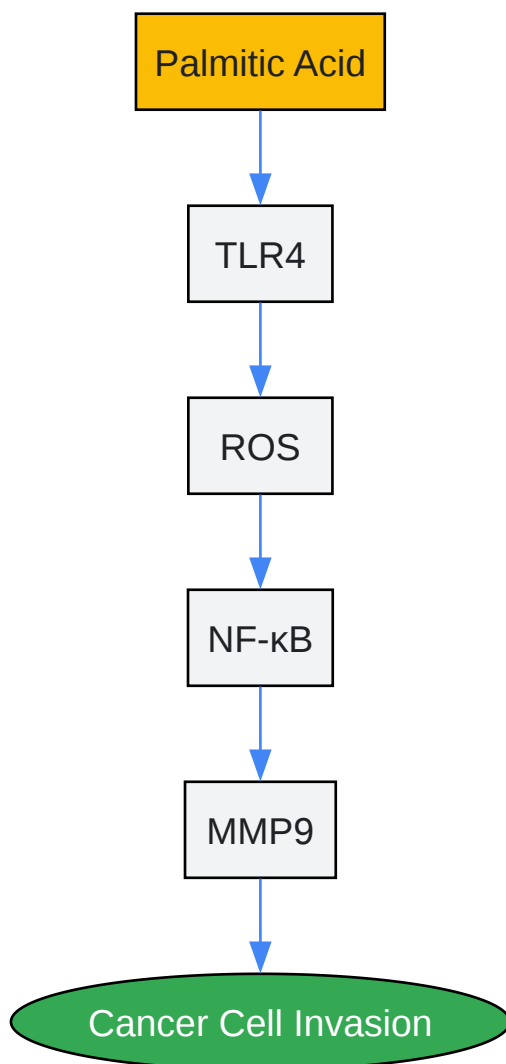 Palmitic Acid
TLR4
ROS
NF-κB
MMP9
Cancer Cell Invasion